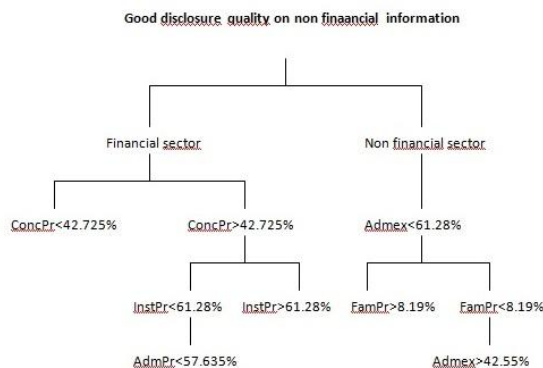 Good disclosure quality on non finaancial information
Financial sector
Non financial sector
ConcPr<42.725%
ConcPr>42.725%
Admex<61.28%
InstPr<61.28%
InstPr>61.28%
FamPr>8.19%
FamPr<8.19%
AdmPr<57.635%
Admex>42.55%